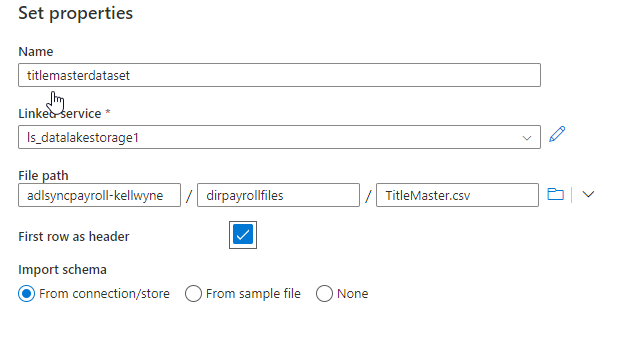 Set properties
Name
titlemasterdataset
Linked service *
ls_datalakestorage1
File path
adlsyncpayroll-kellwyne / dirpayrollfiles / TitleMaster.csv
First row as header
Import schema
From connection/store From sample file None